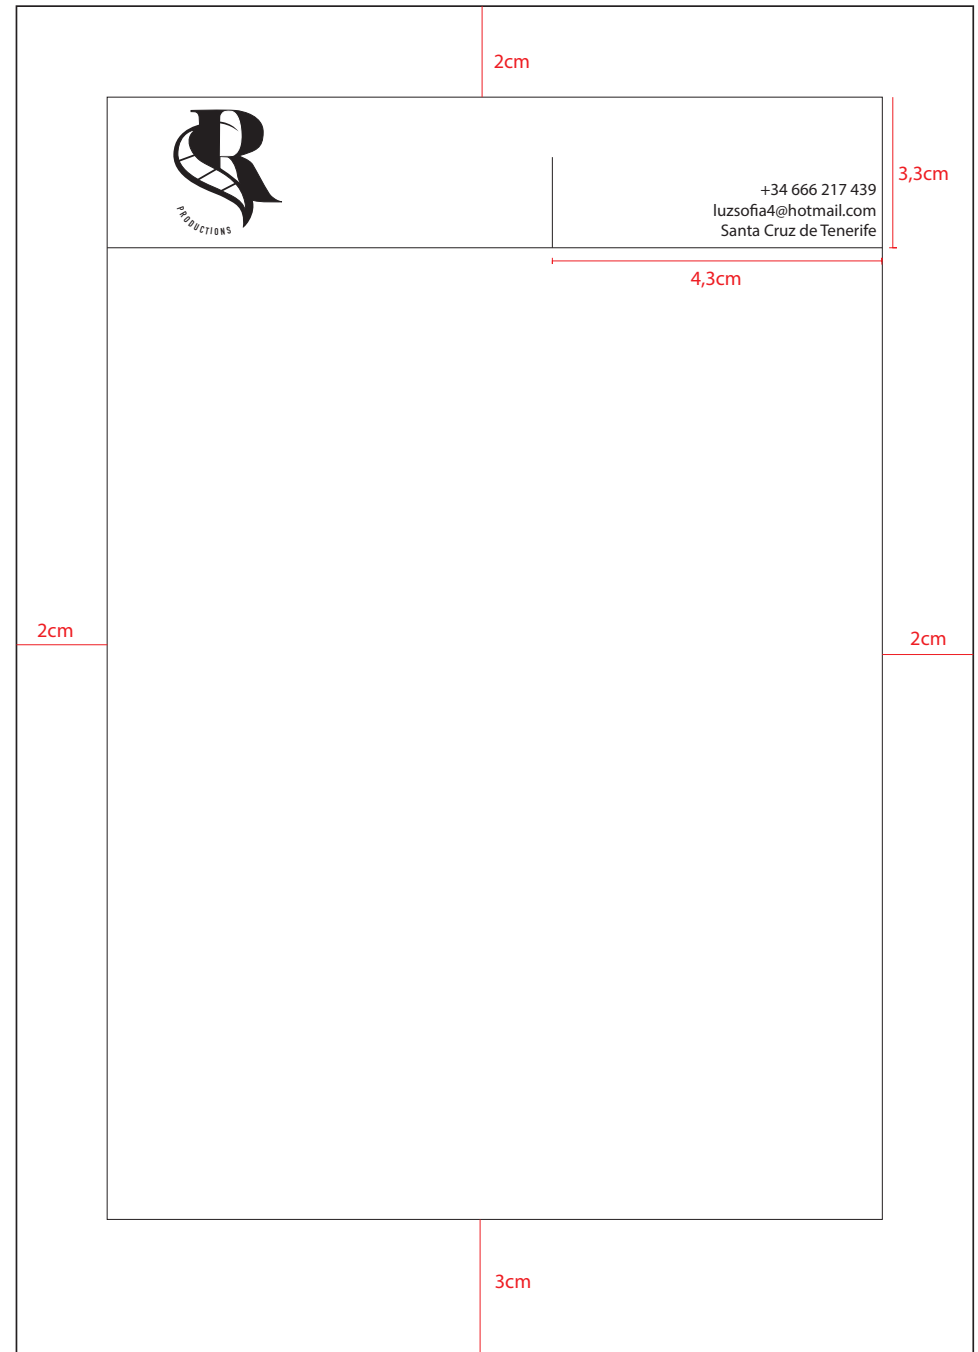 2cm
R
PRODUCTIONS
+34 666 217 439
luzsofia4@hotmail.com
Santa Cruz de Tenerife
3,3cm
4,3cm
2cm
2cm
3cm